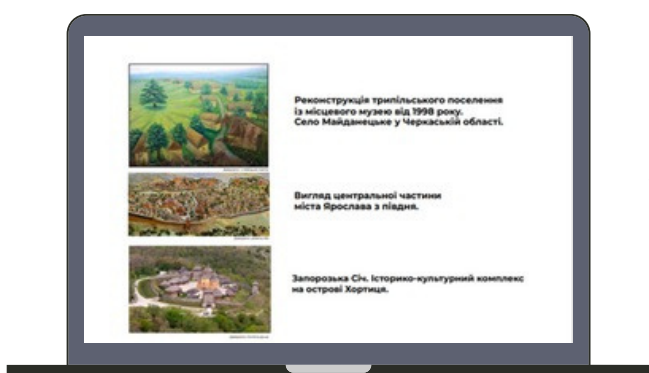 Реконструкція трипільського поселення
із місцевого музею від 1998 року.
Село Майданецьке у Черкаській області.
Вигляд центральної частини
міста Ярослава з півдня.
Запорозька Січ. Історико-культурний комплекс
на острові Хортиця.